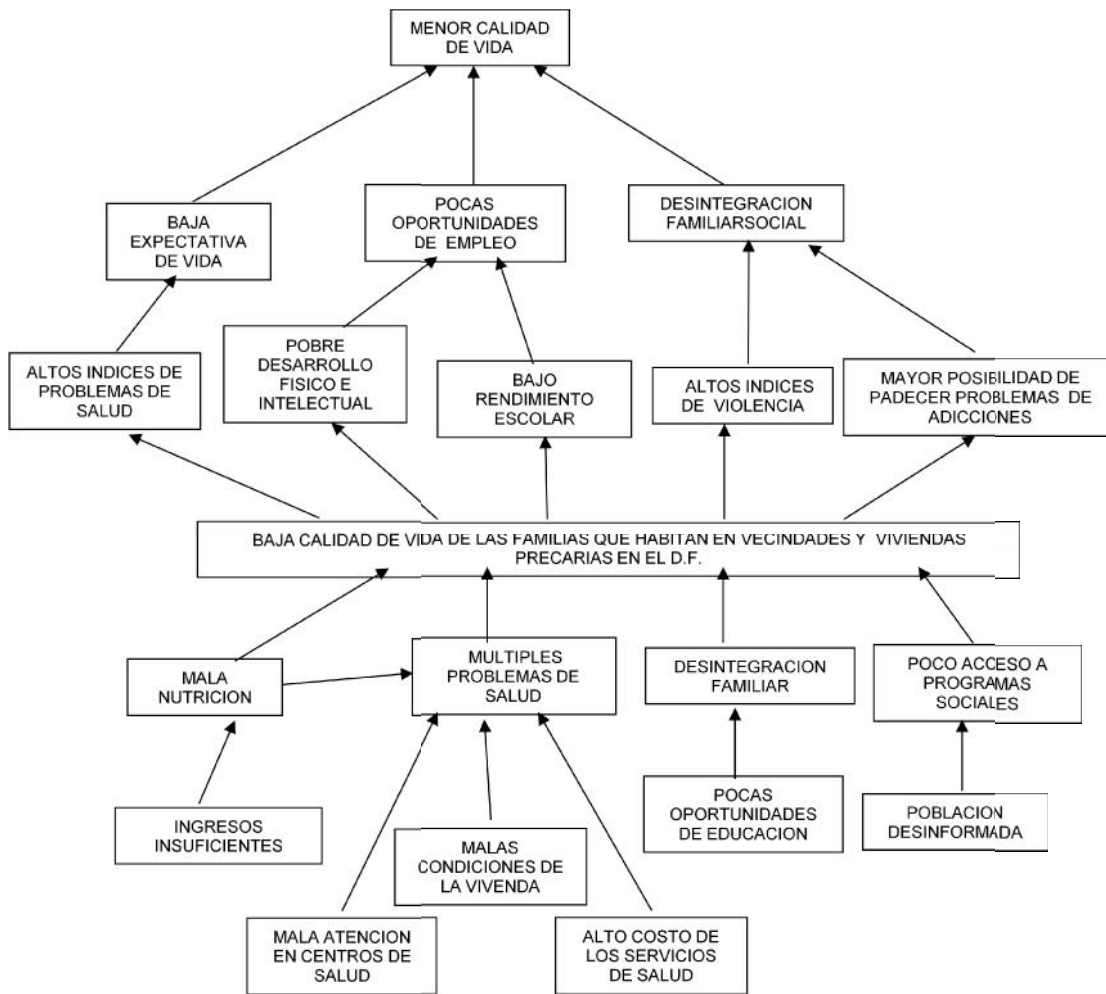 MENOR CALIDAD
DE VIDA
BAJA
EXPECTATIVA
DE VIDA
POCAS
OPORTUNIDADES
DE EMPLEO
DESINTEGRACION
FAMILIARSOCIAL
ALTOS INDICES DE
PROBLEMAS DE
SALUD
POBRE
DESARROLLO
FISICO E
INTELECTUAL
BAJO
RENDIMIENTO
ESCOLAR
ALTOS INDICES
DE VIOLENCIA
MAYOR POSIBILIDAD DE
PADECER PROBLEMAS DE
ADICCIONES
BAJA CALIDAD DE VIDA DE LAS FAMILIAS QUE HABITAN EN VECINDADES Y VIVIENDAS
PRECARIAS EN EL D.F.
MALA
NUTRICION
MULTIPLES
PROBLEMAS DE
SALUD
DESINTEGRACION
FAMILIAR
POCO ACCESO A
PROGRAMAS
SOCIALES
INGRESOS
INSUFICIENTES
MALAS
CONDICIONES DE
LA VIVENDA
POCAS
OPORTUNIDADES
DE EDUCACION
POBLACION
DESINFORMADA
MALA ATENCION
EN CENTROS DE
SALUD
ALTO COSTO DE
LOS SERVICIOS
DE SALUD